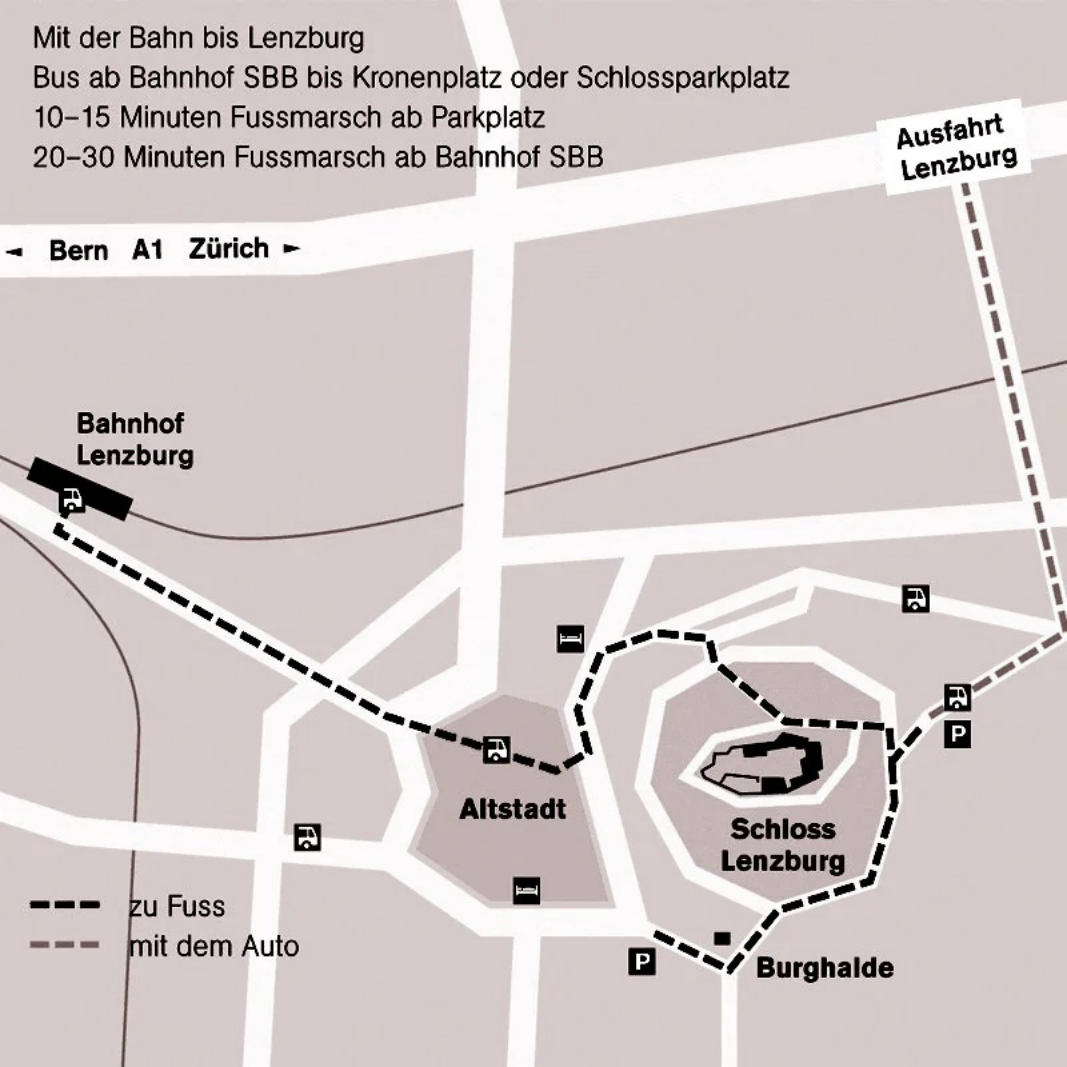 Mit der Bahn bis Lenzburg
Bus ab Bahnhof SBB bis Kronenplatz oder Schlossparkplatz
10–15 Minuten Fussmarsch ab Parkplatz
20–30 Minuten Fussmarsch ab Bahnhof SBB
Ausfahrt
Lenzburg
◄ Bern A1 Zürich ►
Bahnhof
Lenzburg
P
Altstadt
Schloss
Lenzburg
zu Fuss
mit dem Auto
P
Burghalde